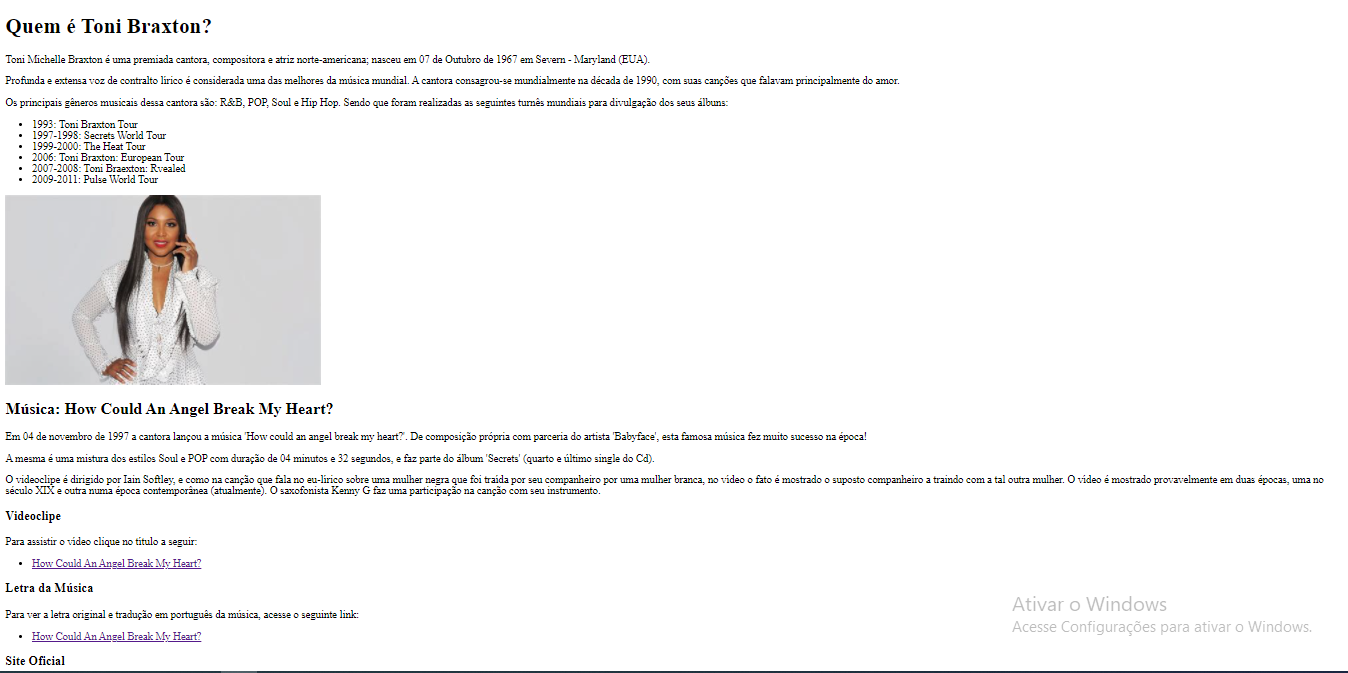 Quem é Toni Braxton?
Toni Michelle Braxton é uma premiada cantora, compositora e atriz norte-americana; nasceu em 07 de Outubro de 1967 em Severn - Maryland (EUA).
Profunda e extensa voz de contralto lírico é considerada uma das melhores da música mundial. A cantora consagrou-se mundialmente na década de 1990, com suas canções que falavam principalmente do amor.
Os principais gêneros musicais dessa cantora são: R&B, POP, Soul e Hip Hop. Sendo que foram realizadas as seguintes turnês mundiais para divulgação dos seus álbuns:
• 1993: Toni Braxton Tour
• 1997-1998: Secrets World Tour
• 1999-2000: The Heat Tour
• 2006: Toni Braxton: European Tour
• 2007-2008: Toni Braexton: Rvealed
• 2009-2011: Pulse World Tour
Música: How Could An Angel Break My Heart?
Em 04 de novembro de 1997 a cantora lançou a música 'How could an angel break my heart?'. De composição própria com parceria do artista 'Babyface', esta famosa música fez muito sucesso na época!
A mesma é uma mistura dos estilos Soul e POP com duração de 04 minutos e 32 segundos, e faz parte do álbum 'Secrets' (quarto e último single do Cd).
O videoclipe é dirigido por Iain Softley, e como na canção que fala no eu-lírico sobre uma mulher negra que foi traída por seu companheiro por uma mulher branca, no vídeo o fato é mostrado o suposto companheiro a traindo com a tal outra mulher. O vídeo é mostrado provavelmente em duas épocas, uma no
século XIX e outra numa época contemporânea (atualmente). O saxofonista Kenny G faz uma participação na canção com seu instrumento.
Videoclipe
Para assistir o vídeo clique no título a seguir:
• How Could An Angel Break My Heart?
Letra da Música
Para ver a letra original e tradução em português da música, acesse o seguinte link:
• How Could An Angel Break My Heart?
Site Oficial
Ativar o Windows
Acesse Configurações para ativar o Windows.